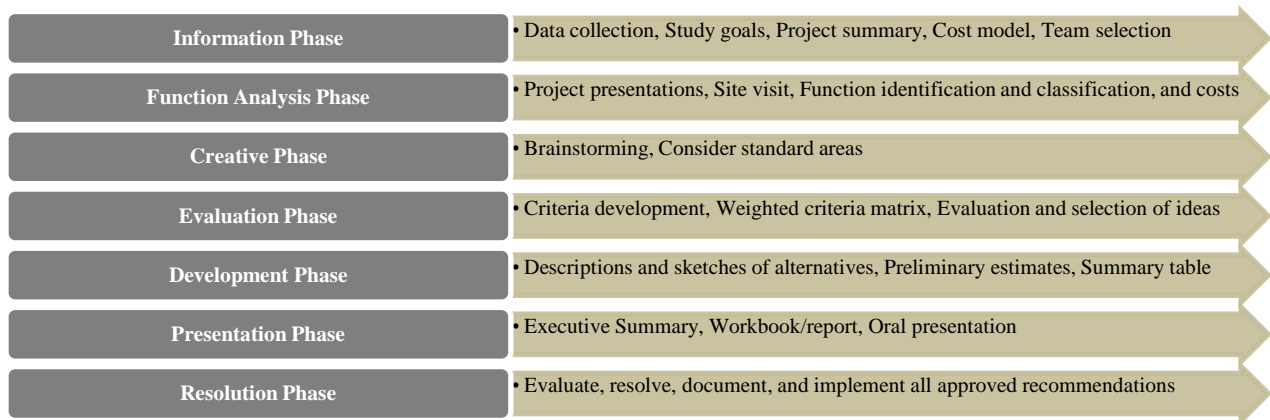 Information Phase
• Data collection, Study goals, Project summary, Cost model, Team selection
Function Analysis Phase
• Project presentations, Site visit, Function identification and classification, and costs
Creative Phase
• Brainstorming, Consider standard areas
Evaluation Phase
• Criteria development, Weighted criteria matrix, Evaluation and selection of ideas
Development Phase
• Descriptions and sketches of alternatives, Preliminary estimates, Summary table
Presentation Phase
• Executive Summary, Workbook/report, Oral presentation
Resolution Phase
• Evaluate, resolve, document, and implement all approved recommendations